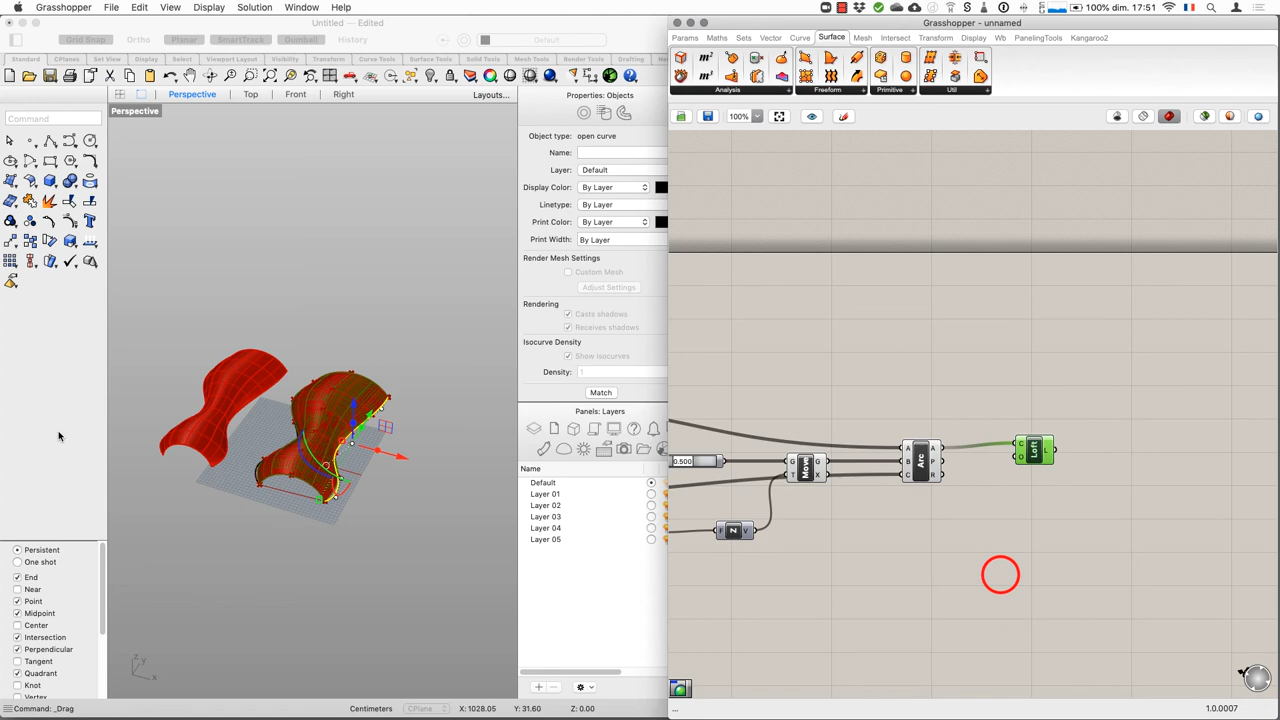 Grasshopper File Edit View Display Solution Window Help
100% dim. 17:51
Untitled — Edited
Grid Snap Ortho Planar SmartTrack Gumball History Default
Standard CPlanes Set View Display Select Viewport Layout Visibility Transform Curve Tools Surface Tools Solid Tools Mesh Tools Render Tools Drafting
Perspective Top Front Right Layouts...
Command
Perspective
Properties: Objects
Object type: open curve
Name:
Layer: Default
Display Color: By Layer
Linetype: By Layer
Print Color: By Layer
Print Width: By Layer
Render Mesh Settings
Custom Mesh
Adjust Settings
Rendering
Casts shadows
Receives shadows
Isocurve Density
Show isocurves
Density: 1
Match
Panels: Layers
Name
Default
Layer 01
Layer 02
Layer 03
Layer 04
Layer 05
Persistent
One shot
End
Near
Point
Midpoint
Center
Intersection
Perpendicular
Tangent
Quadrant
Knot
Vertex
Command: _Drag
Centimeters CPlane X: 1028.05 Y: 31.60 Z: 0.00
Grasshopper - unnamed
Params Maths Sets Vector Curve Surface Mesh Intersect Transform Display Wb PanelingTools Kangaroo2
m² m³
Analysis Freeform Primitive Util
100%
0.500
G T Move G X
F Z V
A B C Arc A P R
C O Loft L
...
1.0.0007